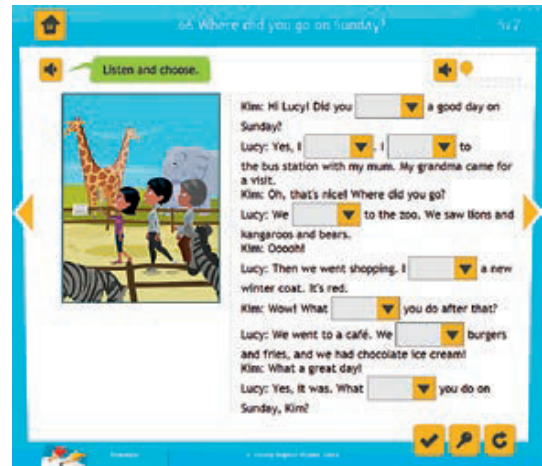 66 Where did you go on Sunday?
5/7
Listen and choose.
Kim: Hi Lucy! Did you a good day on
Sunday?
Lucy: Yes, I . I to
the bus station with my mum. My grandma came for
a visit.
Kim: Oh, that's nice! Where did you go?
Lucy: We to the zoo. We saw lions and
kangaroos and bears.
Kim: Ooooh!
Lucy: Then we went shopping. I a new
winter coat. It's red.
Kim: Wow! What you do after that?
Lucy: We went to a café. We burgers
and fries, and we had chocolate ice cream!
Kim: What a great day!
Lucy: Yes, it was. What you do on
Sunday, Kim?